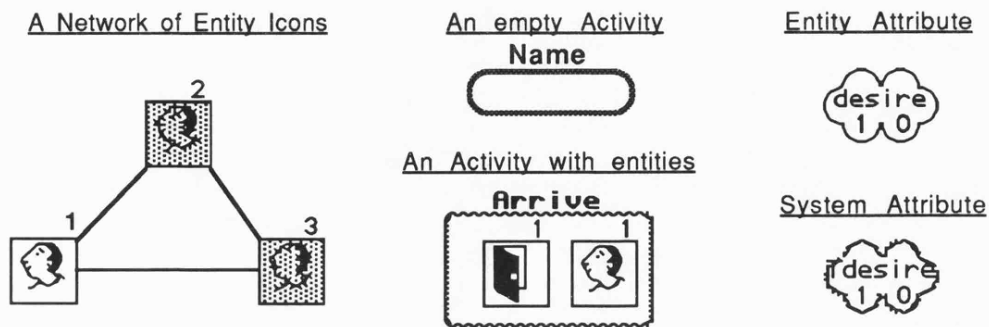 A Network of Entity Icons
2
1
3
An empty Activity
Name
An Activity with entities
Arrive
1 1
Entity Attribute
desire
1 0
System Attribute
Tdesire
1 0